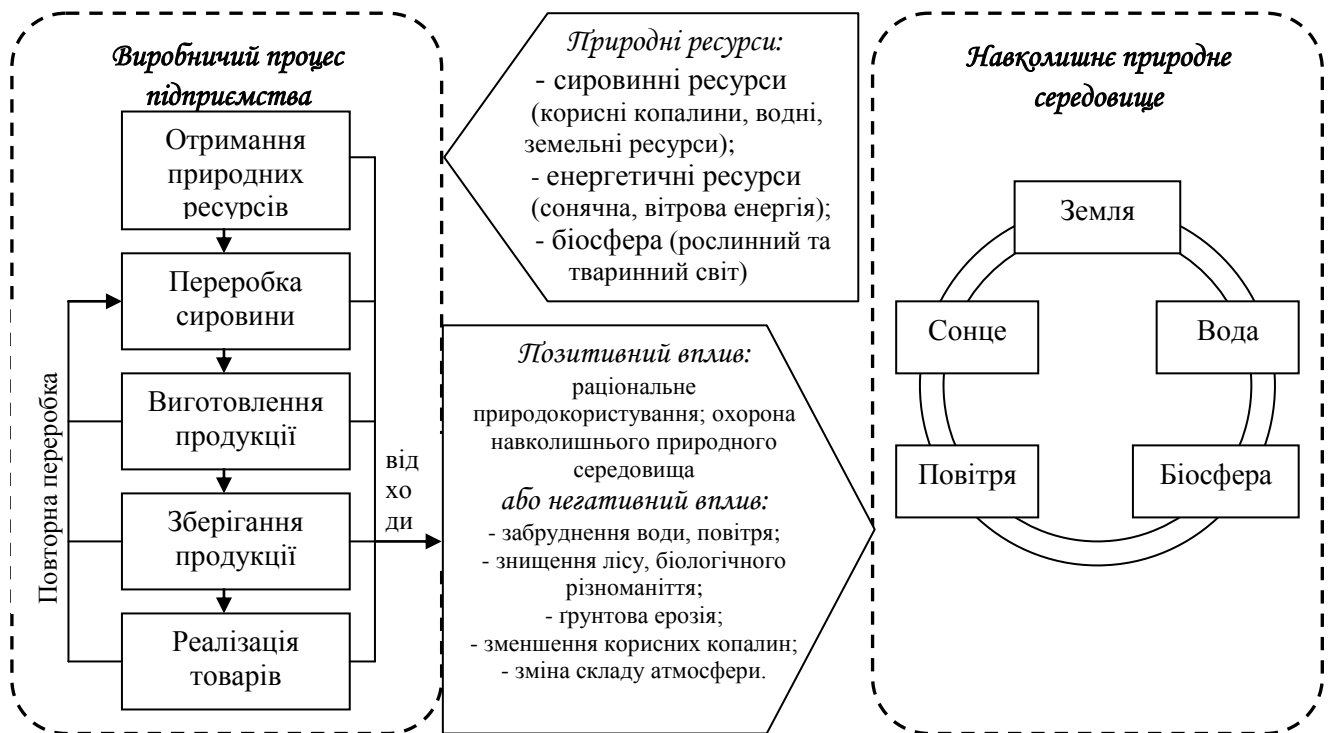 Виробничий процес
підприємства
Отримання
природних
ресурсів
Переробка
сировини
Виготовлення
продукції
Зберігання
продукції
Реалізація
товарів
Повторна переробка
від
хо
ди
Природні ресурси:
- сировинні ресурси
(корисні копалини, водні,
земельні ресурси);
- енергетичні ресурси
(сонячна, вітрова енергія);
- біосфера (рослинний та
тваринний світ)
Позитивний вплив:
раціональне
природокористування; охорона
навколишнього природного
середовища
або негативний вплив:
- забруднення води, повітря;
- знищення лісу, біологічного
різноманіття;
- ґрунтова ерозія;
- зменшення корисних копалин;
- зміна складу атмосфери.
Навколишнє природне
середовище
Земля
Сонце
Вода
Повітря
Біосфера